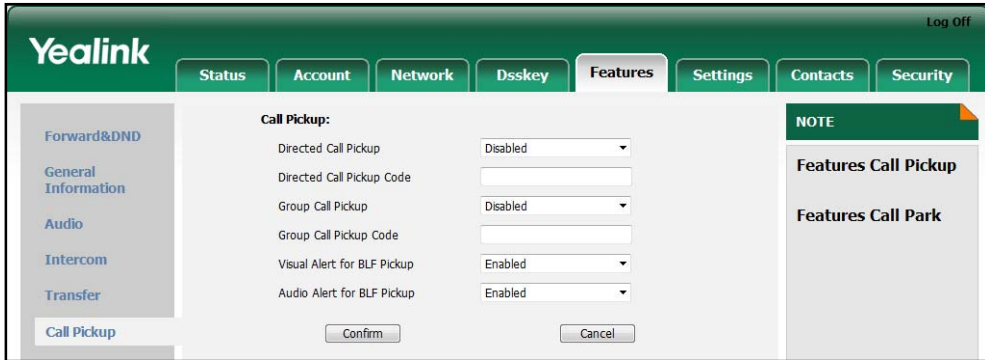 Log Off
Yealink
Status Account Network Dsskey Features Settings Contacts Security
Forward&DND
General
Information
Audio
Intercom
Transfer
Call Pickup
Call Pickup:
Directed Call Pickup Disabled
Directed Call Pickup Code
Group Call Pickup Disabled
Group Call Pickup Code
Visual Alert for BLF Pickup Enabled
Audio Alert for BLF Pickup Enabled
Confirm Cancel
NOTE
Features Call Pickup
Features Call Park